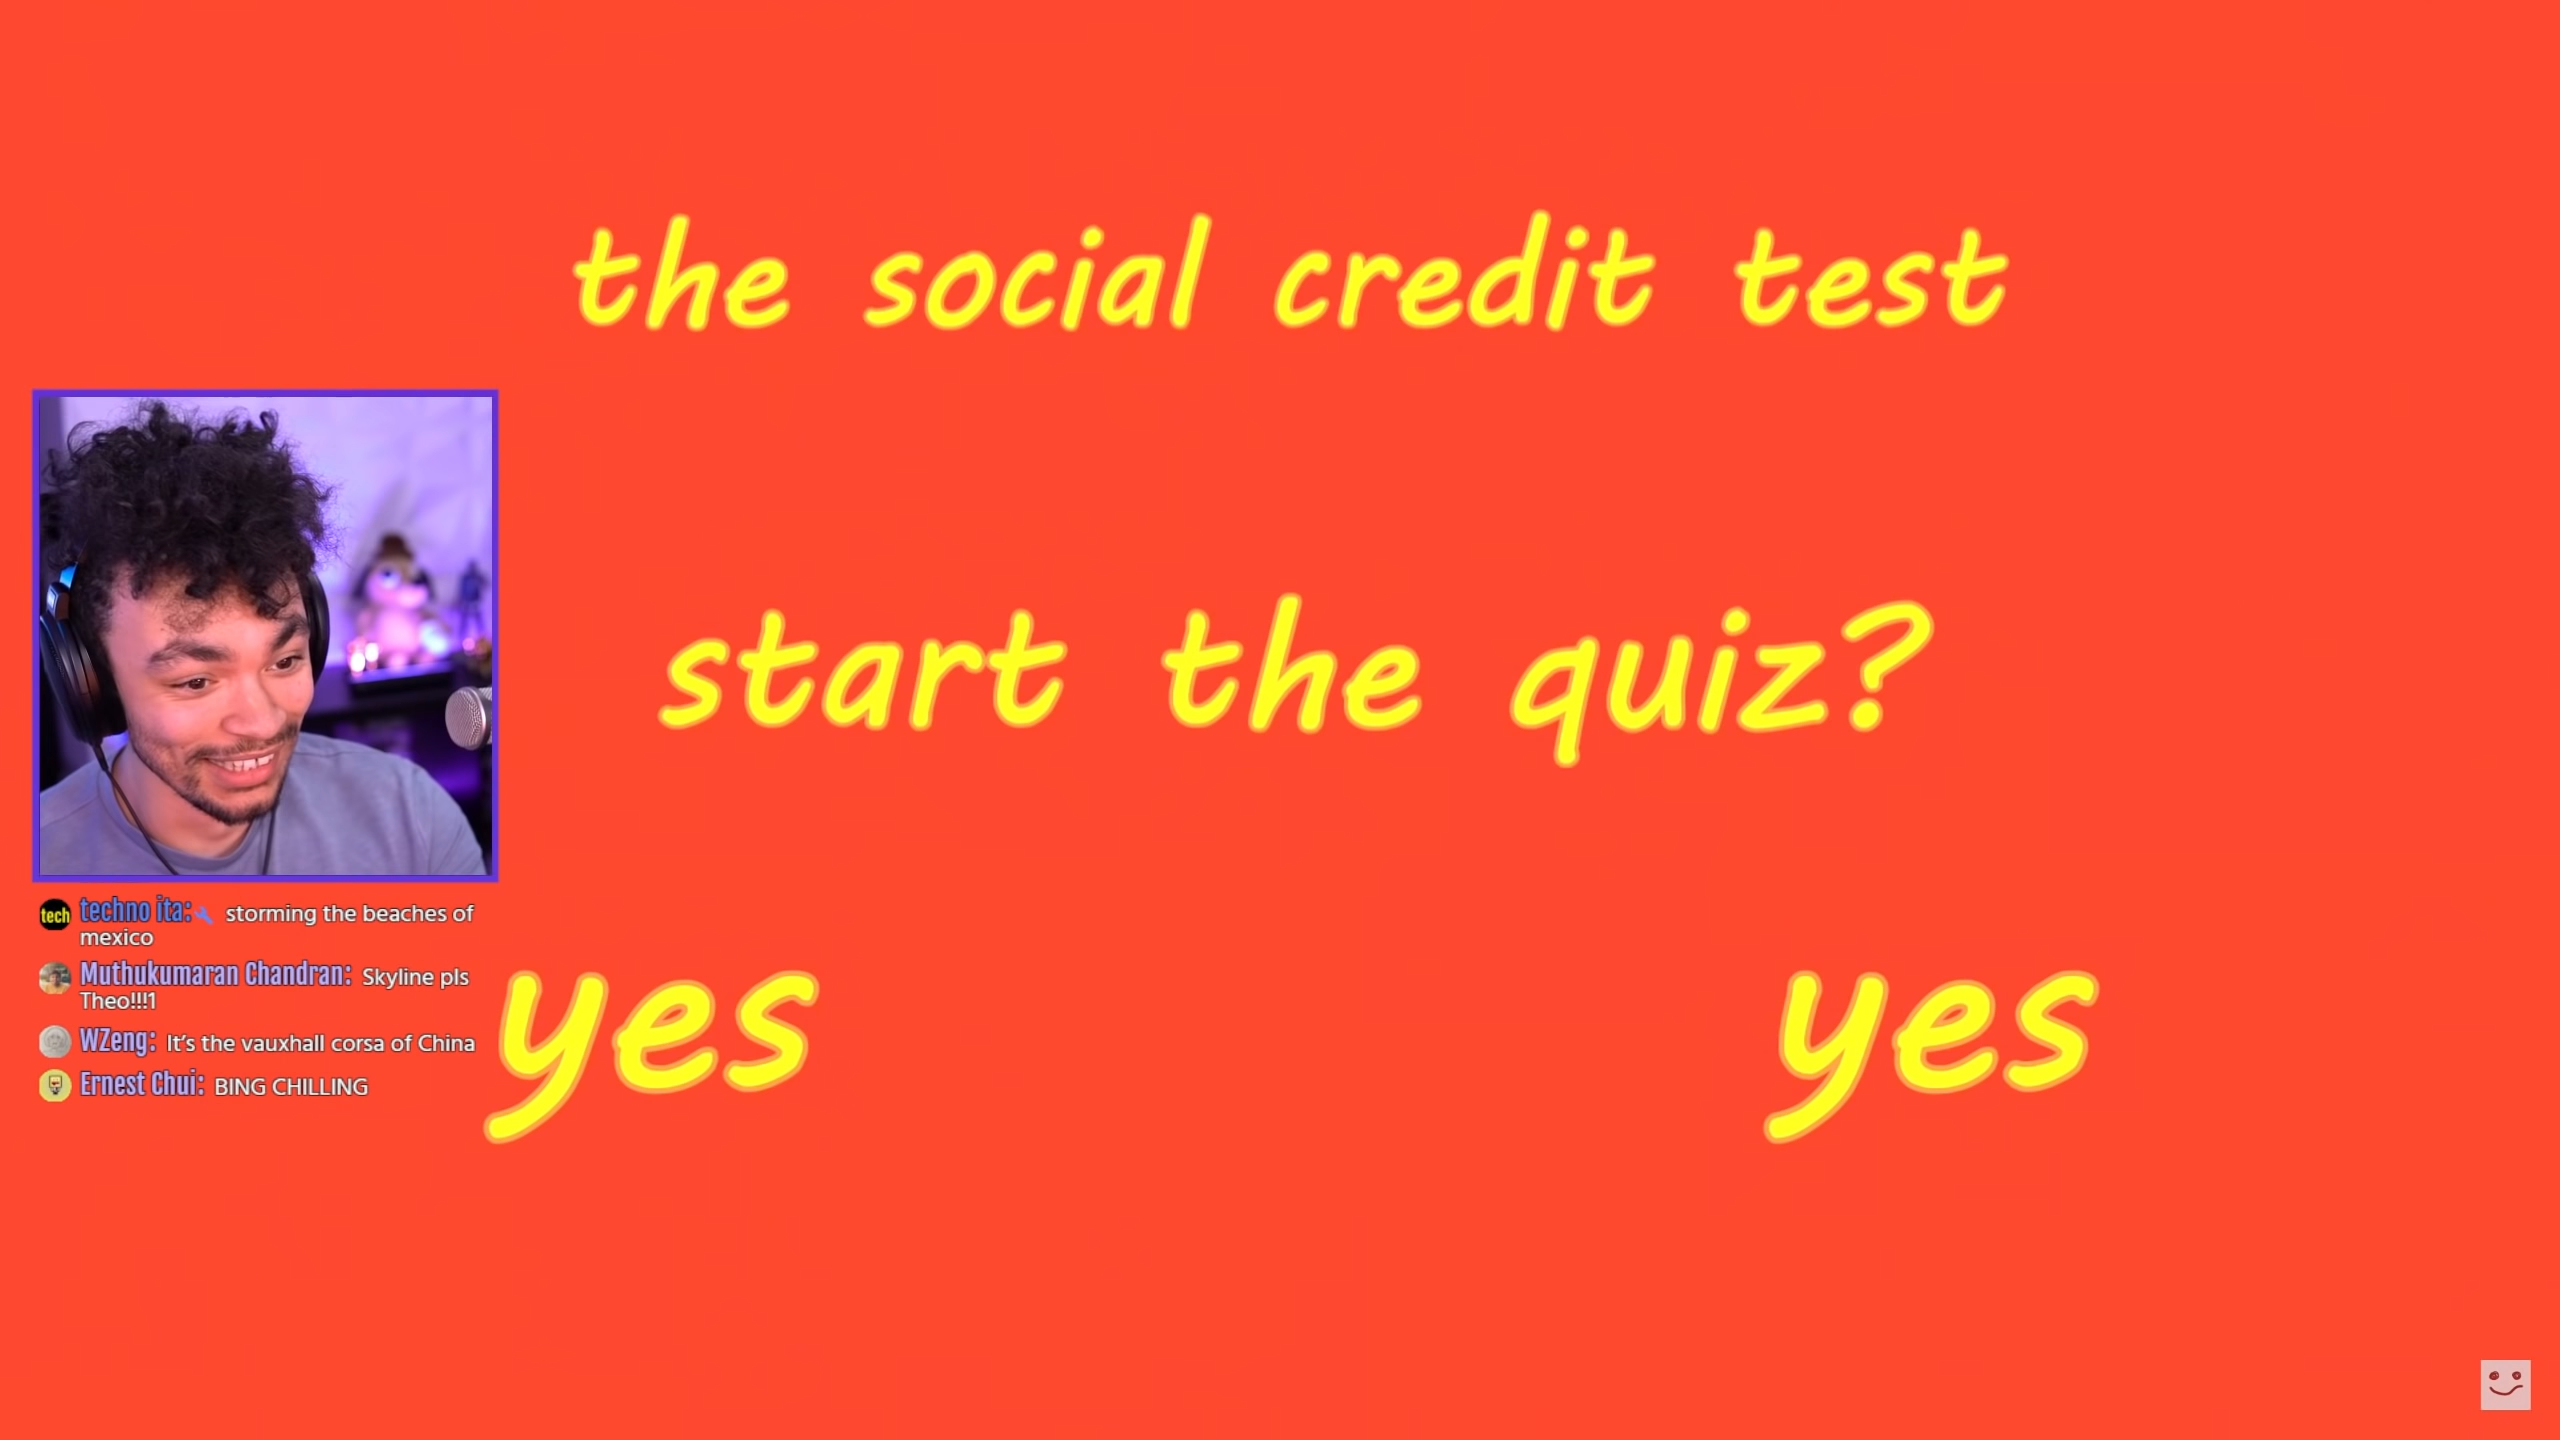 the social credit test
start the quiz?
yes
yes
tech
techno ita: storming the beaches of
mexico
Muthukumaran Chandran: Skyline pls
Theo!!!1
WZeng: It's the vauxhall corsa of China
Ernest Chui: BING CHILLING